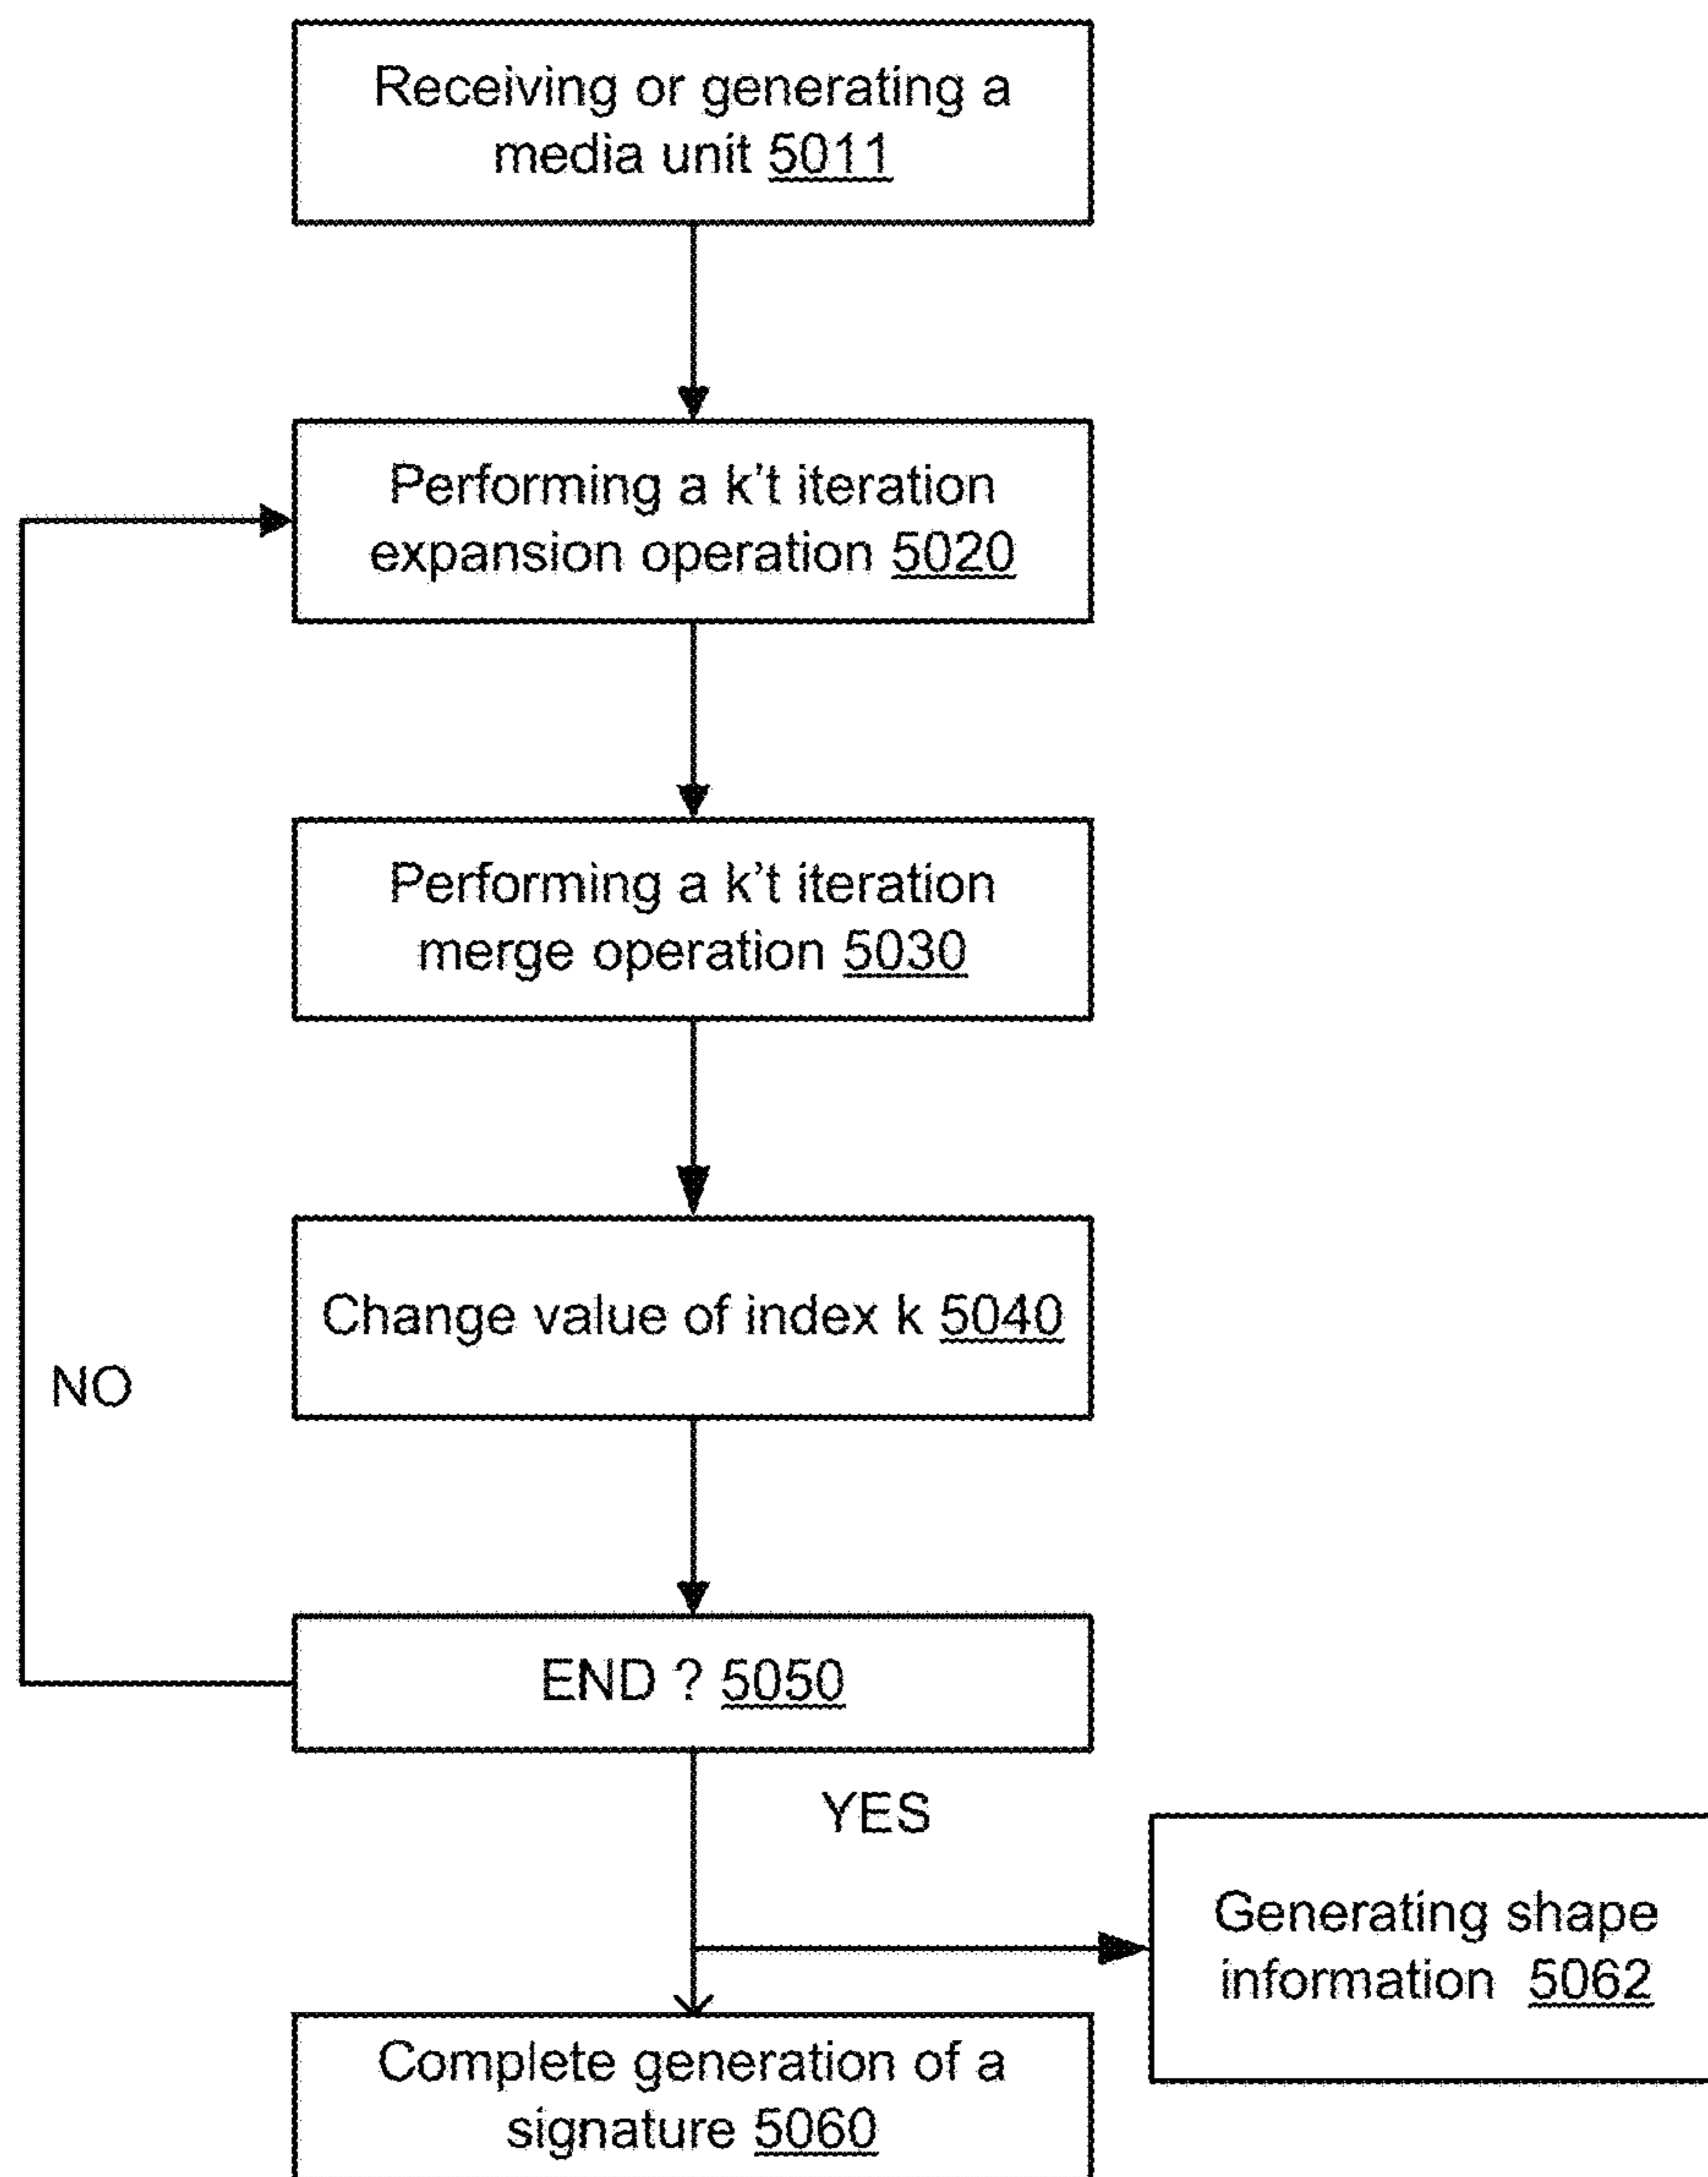 Receiving or generating a
media unit 5011
Performing a k't iteration
expansion operation 5020
Performing a k't iteration
merge operation 5030
Change value of index k 5040
NO
END ? 5050
YES
Generating shape
information 5062
Complete generation of a
signature 5060